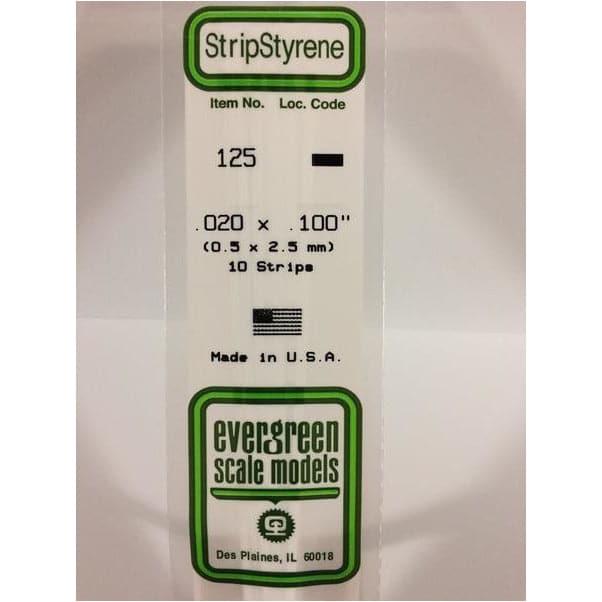 StripStyrene
Item No. Loc. Code
125
.020 x .100"
(0.5 x 2.5 mm)
10 Strips
Made in U.S.A.
evergreen
scale models
Des Plaines, IL 60018